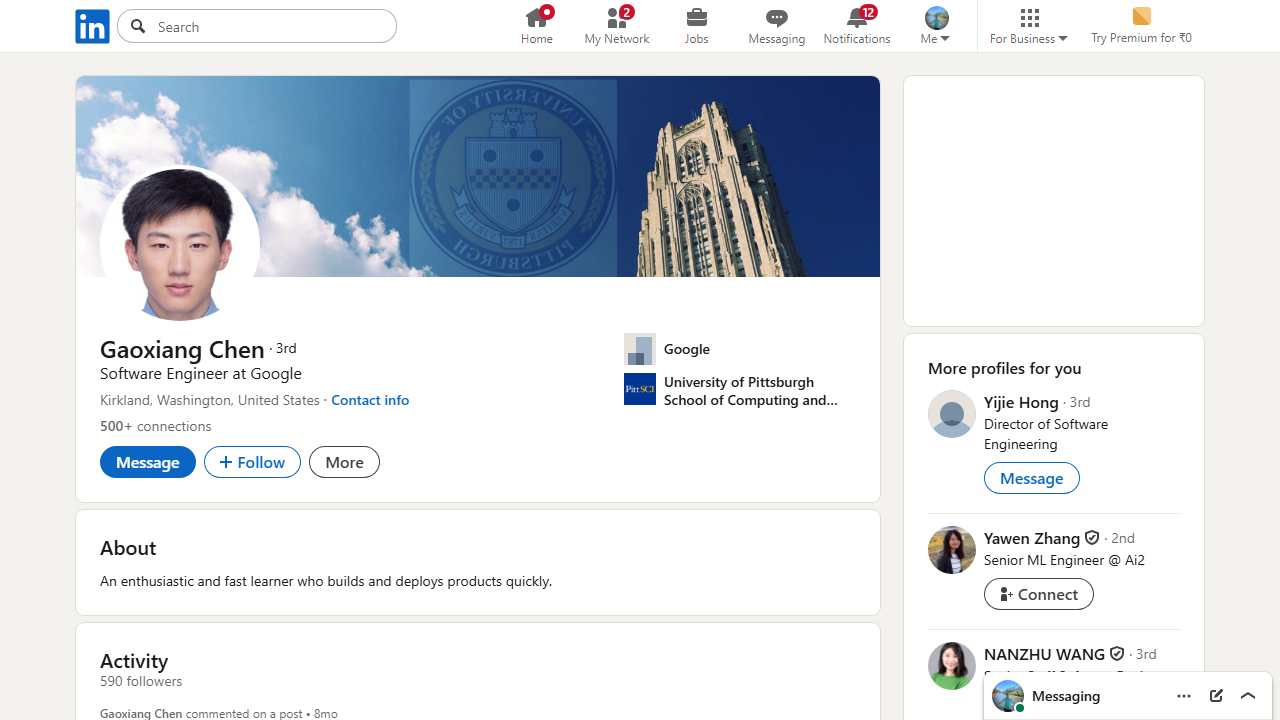 in
Search
Home
2
My Network
Jobs
Messaging
12
Notifications
Me
For Business
Try Premium for ₹0
UNIVERSITY OF PITTSBURGH
Gaoxiang Chen · 3rd
Software Engineer at Google
Kirkland, Washington, United States · Contact info
500+ connections
Message
Follow
More
Google
Pitt SCI
University of Pittsburgh
School of Computing and...
About
An enthusiastic and fast learner who builds and deploys products quickly.
Activity
590 followers
Gaoxiang Chen commented on a post • 8mo
More profiles for you
Yijie Hong · 3rd
Director of Software
Engineering
Message
Yawen Zhang · 2nd
Senior ML Engineer @ Ai2
Connect
NANZHU WANG · 3rd
Messaging